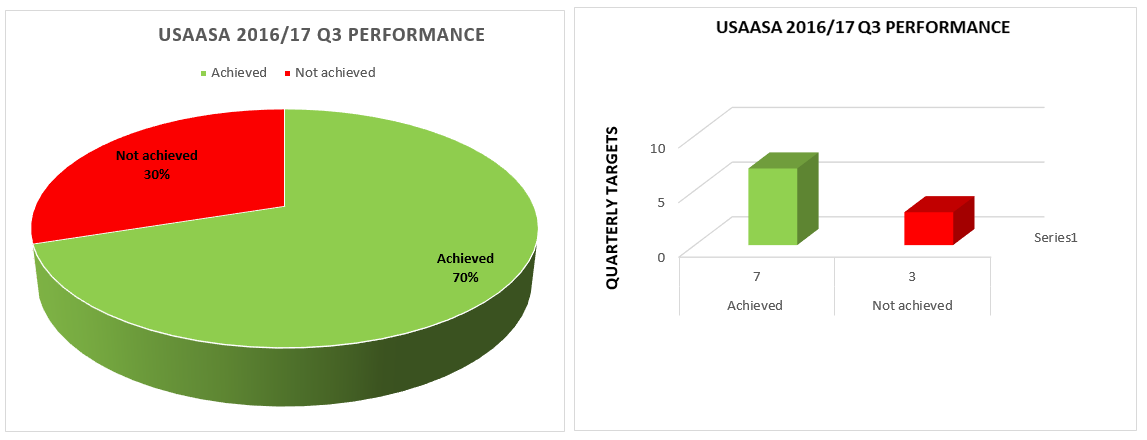 USAASA 2016/17 Q3 PERFORMANCE
Achieved Not achieved
Not achieved
30%
Achieved
70%
USAASA 2016/17 Q3 PERFORMANCE
QUARTERLY TARGETS
10
5
0
Series1
7 3
Achieved Not achieved